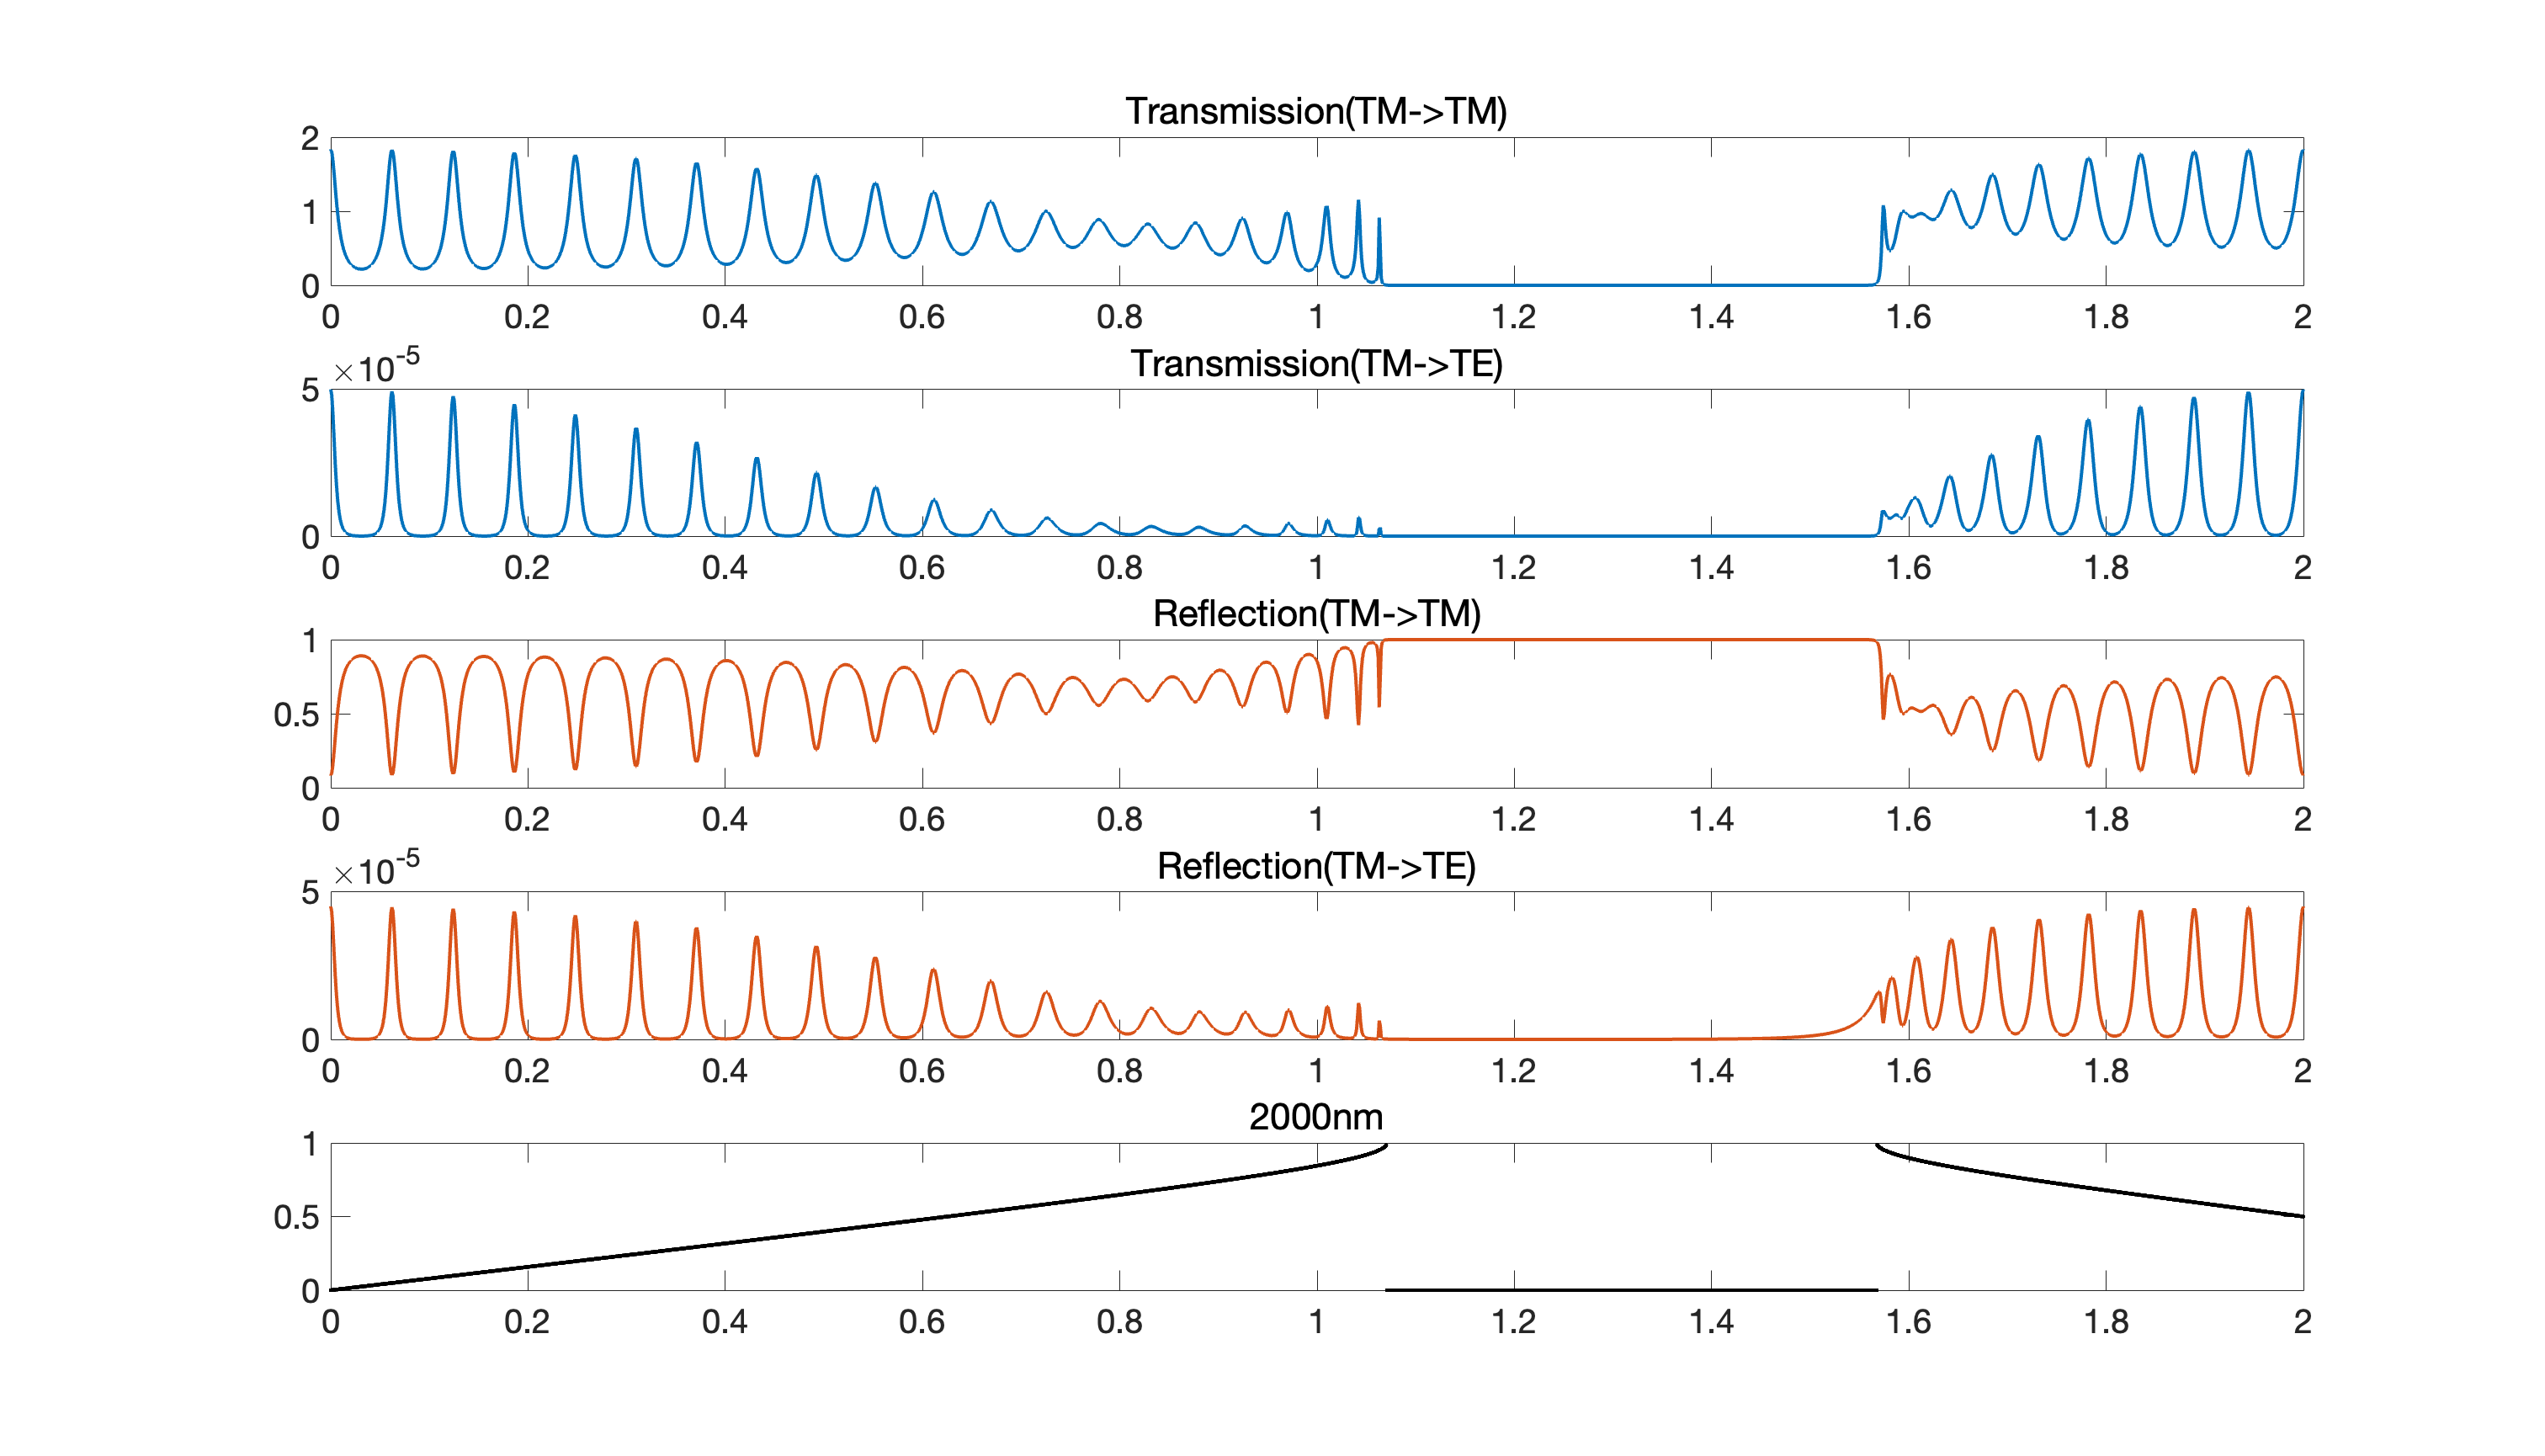 Transmission(TM->TM)
2
1
0
0 0.2 0.4 0.6 0.8 1 1.2 1.4 1.6 1.8 2
×10-5
Transmission(TM->TE)
5
0
0 0.2 0.4 0.6 0.8 1 1.2 1.4 1.6 1.8 2
Reflection(TM->TM)
1
0.5
0
0 0.2 0.4 0.6 0.8 1 1.2 1.4 1.6 1.8 2
×10-5
Reflection(TM->TE)
5
0
0 0.2 0.4 0.6 0.8 1 1.2 1.4 1.6 1.8 2
2000nm
1
0.5
0
0 0.2 0.4 0.6 0.8 1 1.2 1.4 1.6 1.8 2